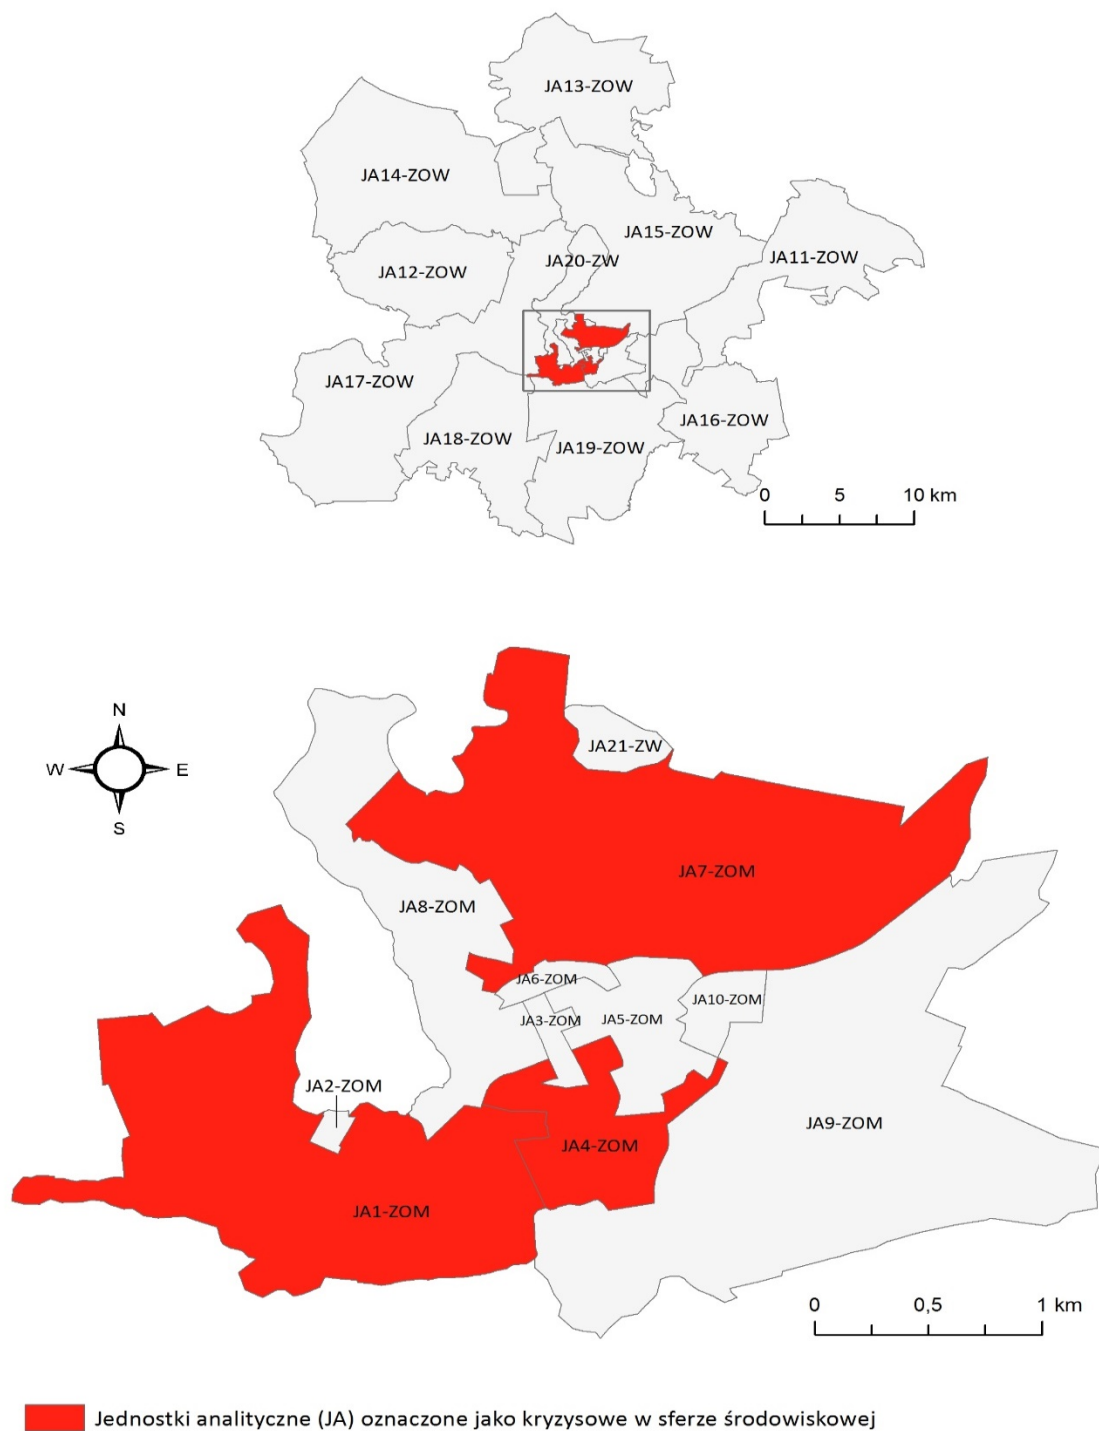 JA13-ZOW
JA14-ZOW
JA15-ZOW
JA11-ZOW
JA12-ZOW
JA20-ZW
JA17-ZOW
JA16-ZOW
JA18-ZOW
JA19-ZOW
0 5 10 km
N
W E
S
JA21-ZW
JA7-ZOM
JA8-ZOM
JA6-ZOM
JA10-ZOM
JA3-ZOM
JA5-ZOM
JA2-ZOM
JA9-ZOM
JA4-ZOM
JA1-ZOM
0 0,5 1 km
Jednostki analityczne (JA) oznaczone jako kryzysowe w sferze środowiskowej